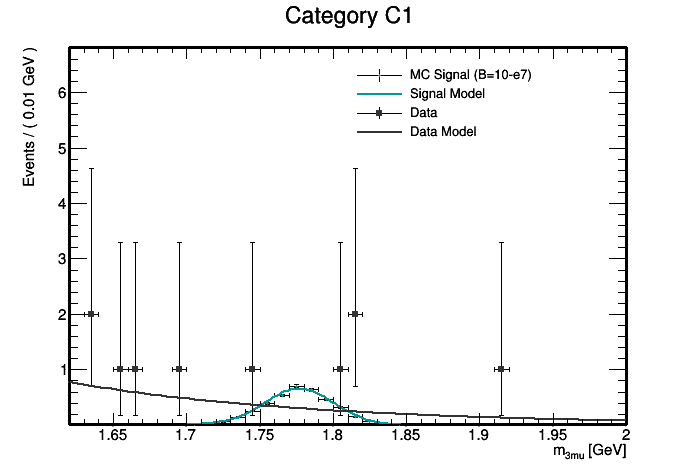 Category C1
Events / ( 0.01 GeV )
MC Signal (B=10-e7)
Signal Model
Data
Data Model
6
5
4
3
2
1
1.65 1.7 1.75 1.8 1.85 1.9 1.95 2
m3mu [GeV]